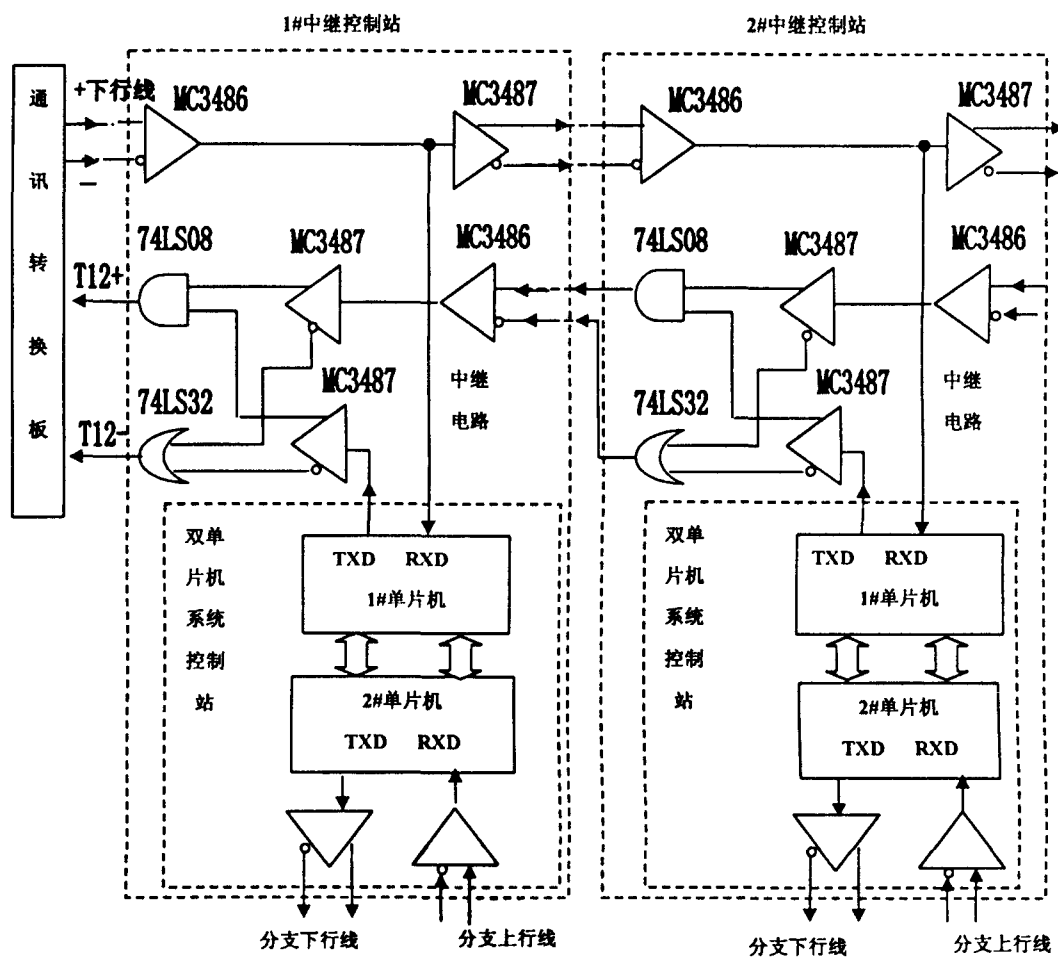 1#中继控制站
2#中继控制站
通讯转换板
+下行线
−
MC3486
MC3487
MC3486
MC3487
74LS08
MC3487
MC3486
74LS08
MC3487
MC3486
T12+
中继
电路
中继
电路
74LS32
MC3487
74LS32
MC3487
T12-
双单
片机
系统
控制
站
TXD RXD
1#单片机
2#单片机
TXD RXD
双单
片机
系统
控制
站
TXD RXD
1#单片机
2#单片机
TXD RXD
分支下行线
分支上行线
分支下行线
分支上行线